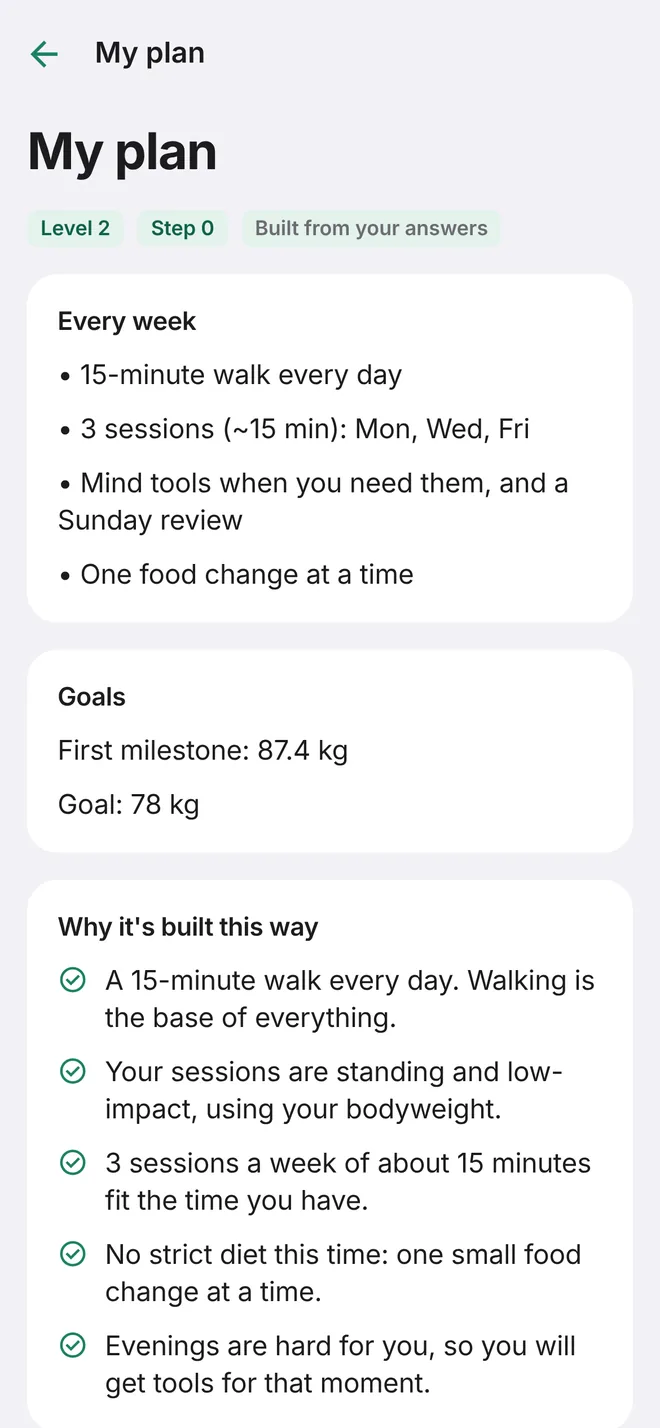 My plan
My plan
Level 2
Step 0
Built from your answers
Every week
• 15-minute walk every day
• 3 sessions (~15 min): Mon, Wed, Fri
• Mind tools when you need them, and a
Sunday review
• One food change at a time
Goals
First milestone: 87.4 kg
Goal: 78 kg
Why it's built this way
A 15-minute walk every day. Walking is
the base of everything.
Your sessions are standing and low-
impact, using your bodyweight.
3 sessions a week of about 15 minutes
fit the time you have.
No strict diet this time: one small food
change at a time.
Evenings are hard for you, so you will
get tools for that moment.